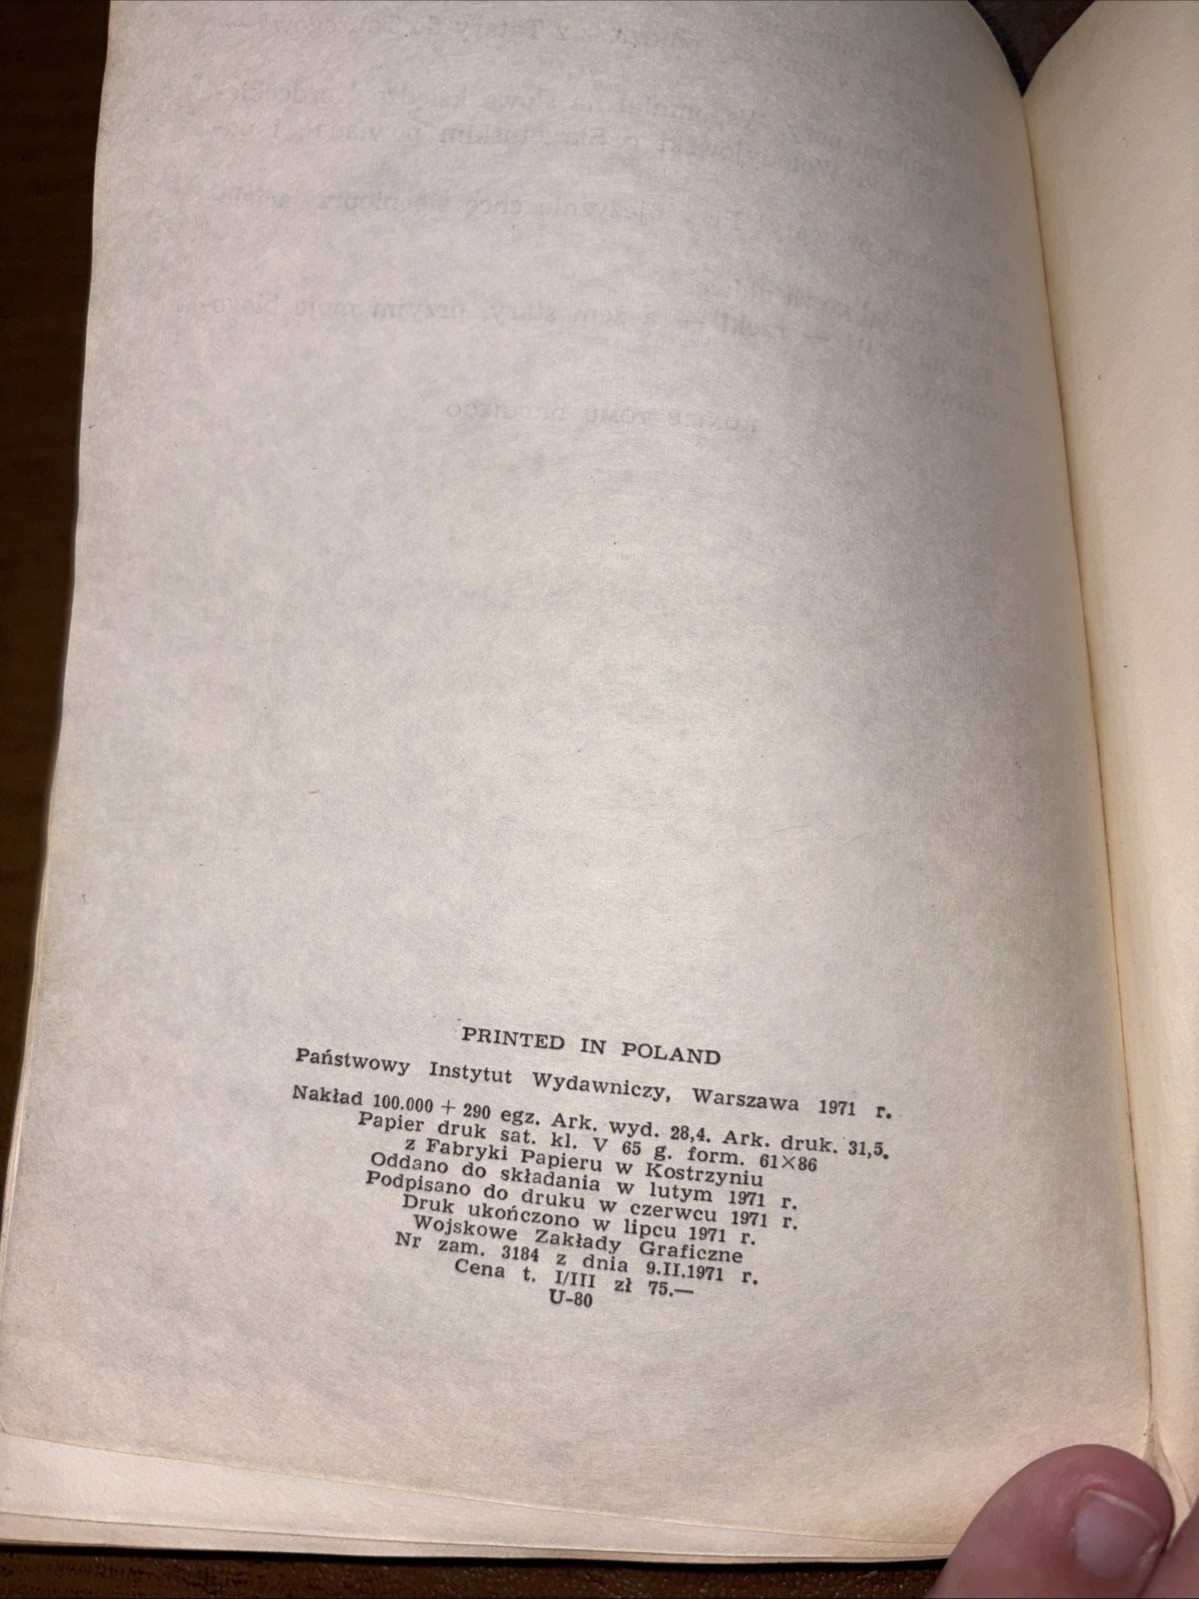 PRINTED IN POLAND
Państwowy Instytut Wydawniczy, Warszawa 1971 r.
Nakład 100.000 + 290 egz. Ark. wyd. 28,4. Ark. druk. 31,5.
Papier druk sat. kl. V 65 g. form. 61×86
z Fabryki Papieru w Kostrzyniu
Oddano do składania w lutym 1971 r.
Podpisano do druku w czerwcu 1971 r.
Druk ukończono w lipcu 1971 r.
Wojskowe Zakłady Graficzne
Nr zam. 3184 z dnia 9.II.1971 r.
Cena t. I/III zł 75.—
U-80